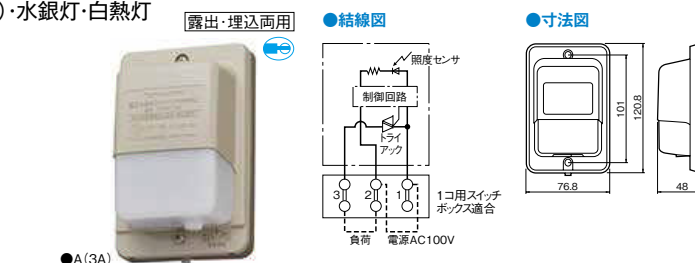 )･水銀灯･白熱灯
露出･埋込両用
●結線図
●寸法図
照度センサ
制御回路
トライ
アック
3 2 1
1コ用スイッチ
ボックス適合
負荷 電源AC100V
101
120.8
76.8
48
●A(3A)